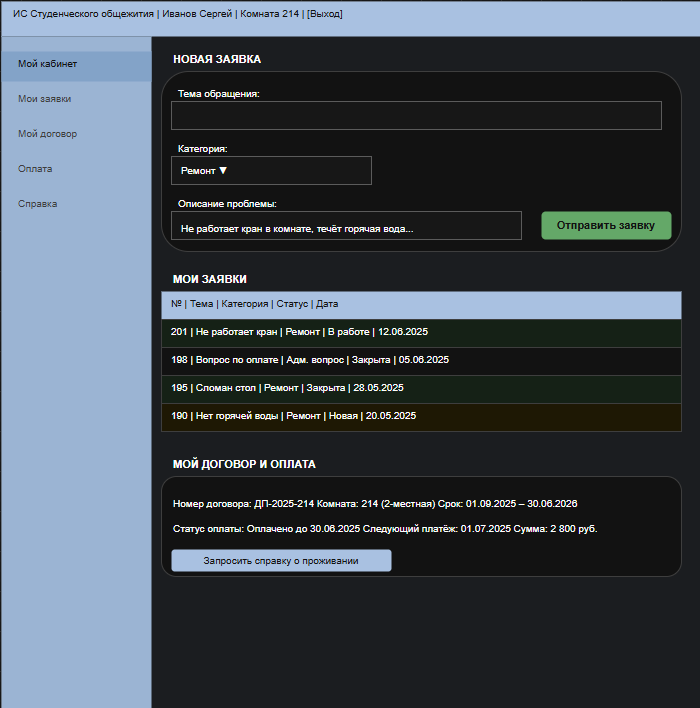 ИС Студенческого общежития | Иванов Сергей | Комната 214 | [Выход]
Мой кабинет
Мои заявки
Мой договор
Оплата
Справка
НОВАЯ ЗАЯВКА
Тема обращения:
Категория:
Ремонт ▼
Описание проблемы:
Не работает кран в комнате, течёт горячая вода...
Отправить заявку
МОИ ЗАЯВКИ
№ | Тема | Категория | Статус | Дата
201 | Не работает кран | Ремонт | В работе | 12.06.2025
198 | Вопрос по оплате | Адм. вопрос | Закрыта | 05.06.2025
195 | Сломан стол | Ремонт | Закрыта | 28.05.2025
190 | Нет горячей воды | Ремонт | Новая | 20.05.2025
МОЙ ДОГОВОР И ОПЛАТА
Номер договора: ДП-2025-214 Комната: 214 (2-местная) Срок: 01.09.2025 – 30.06.2026
Статус оплаты: Оплачено до 30.06.2025 Следующий платёж: 01.07.2025 Сумма: 2 800 руб.
Запросить справку о проживании